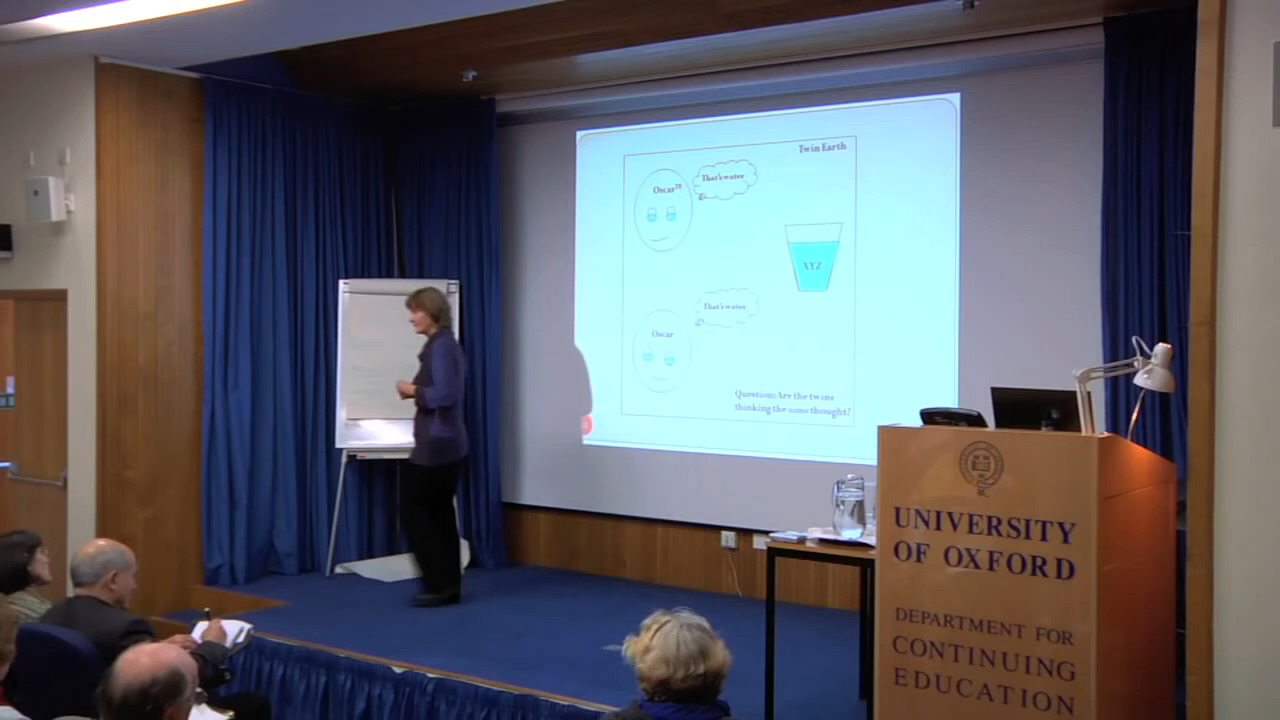 Twin Earth
Oscar
That's water
XYZ
That's water
Oscar
Question: Are the twins
thinking the same thought?
UNIVERSITY
OF OXFORD
DEPARTMENT FOR
CONTINUING
EDUCATION